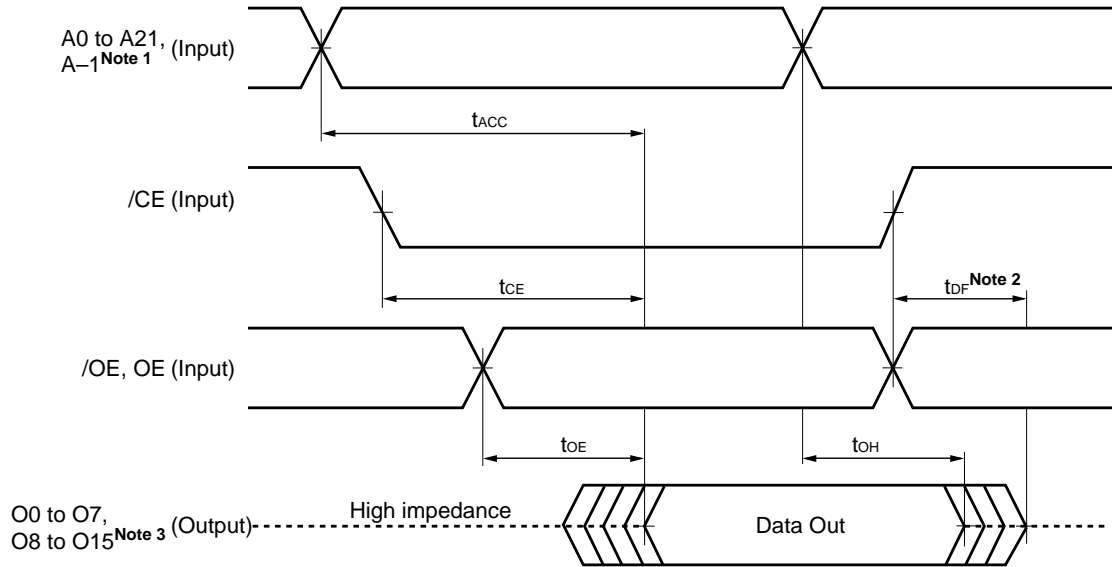 A0 to A21,
A–1Note 1 (Input)
tACC
/CE (Input)
tCE
tDFNote 2
/OE, OE (Input)
tOE
tOH
O0 to O7,
O8 to O15Note 3 (Output)
High impedance
Data Out